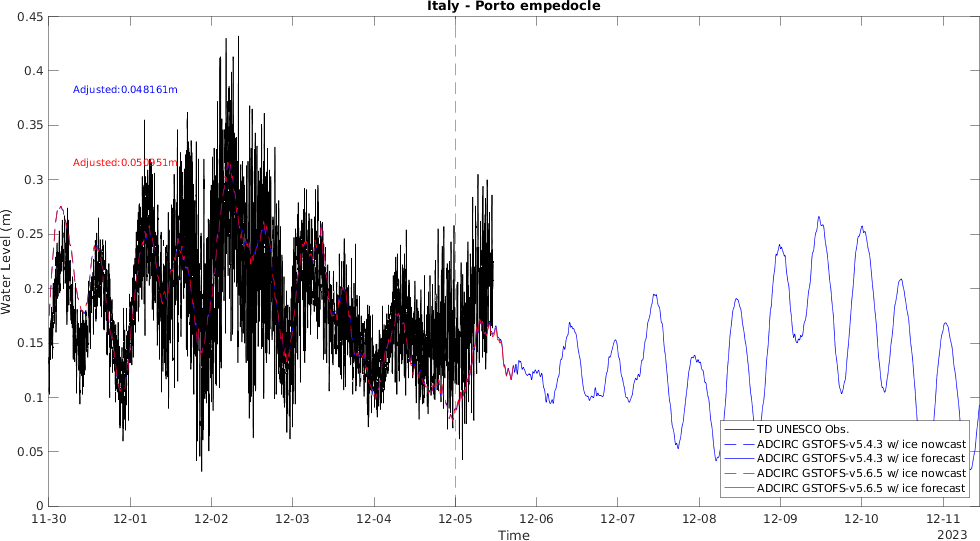 Italy - Porto empedocle
0.45
0.4
0.35
0.3
0.25
0.2
0.15
0.1
0.05
0
Water Level (m)
Adjusted:0.048161m
Adjusted:0.050951m
TD UNESCO Obs.
ADCIRC GSTOFS-v5.4.3 w/ ice nowcast
ADCIRC GSTOFS-v5.4.3 w/ ice forecast
ADCIRC GSTOFS-v5.6.5 w/ ice nowcast
ADCIRC GSTOFS-v5.6.5 w/ ice forecast
11-30 12-01 12-02 12-03 12-04 12-05 12-06 12-07 12-08 12-09 12-10 12-11
Time
2023